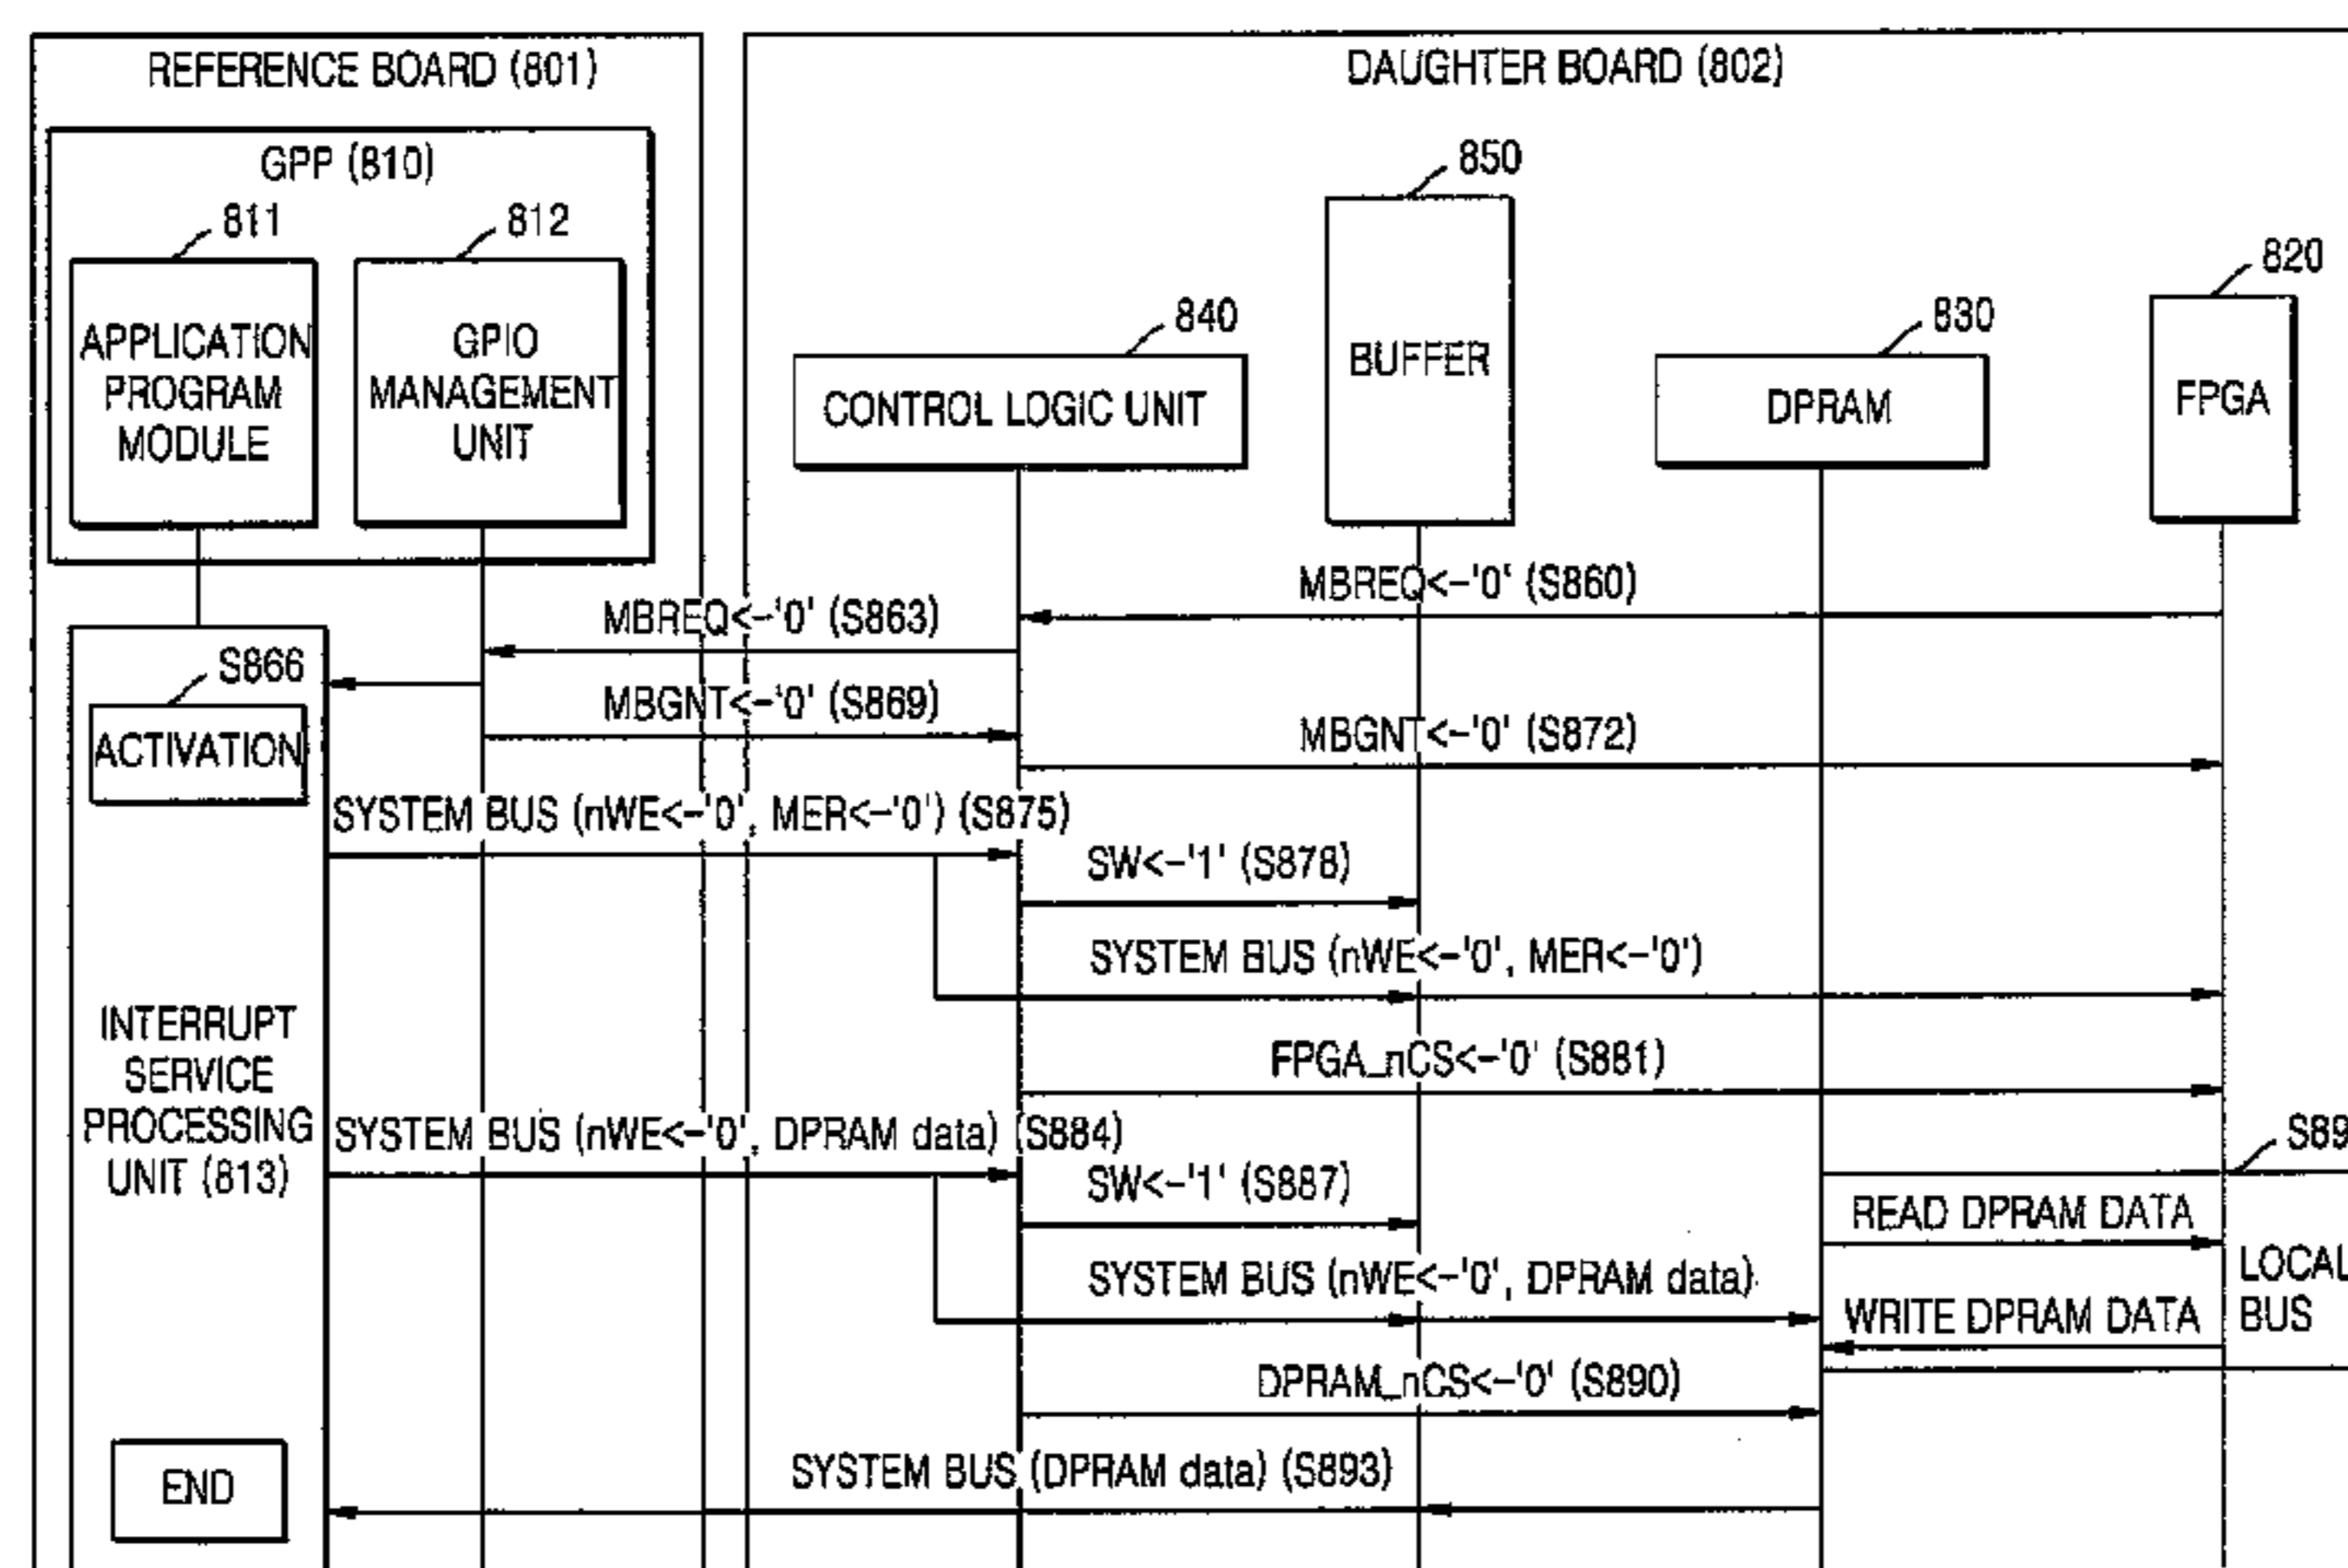 REFERENCE BOARD (801)
DAUGHTER BOARD (802)
GPP (810)
850
811
812
820
840
830
APPLICATION
PROGRAM
MODULE
GPIO
MANAGEMENT
UNIT
CONTROL LOGIC UNIT
BUFFER
DPRAM
FPGA
MBREQ<-'0' (S860)
MBREQ<-'0' (S863)
S866
ACTIVATION
MBGNT<-'0' (S869)
MBGNT<-'0' (S872)
SYSTEM BUS (nWE<-'0', MER<-'0') (S875)
SW<-'1' (S878)
SYSTEM BUS (nWE<-'0', MER<-'0')
FPGA_nCS<-'0' (S881)
INTERRUPT
SERVICE
PROCESSING
UNIT (813)
SYSTEM BUS (nWE<-'0', DPRAM data) (S884)
S89
SW<-'1' (S887)
READ DPRAM DATA
SYSTEM BUS (nWE<-'0', DPRAM data)
LOCAL
BUS
WRITE DPRAM DATA
DPRAM_nCS<-'0' (S890)
SYSTEM BUS (DPRAM data) (S893)
END